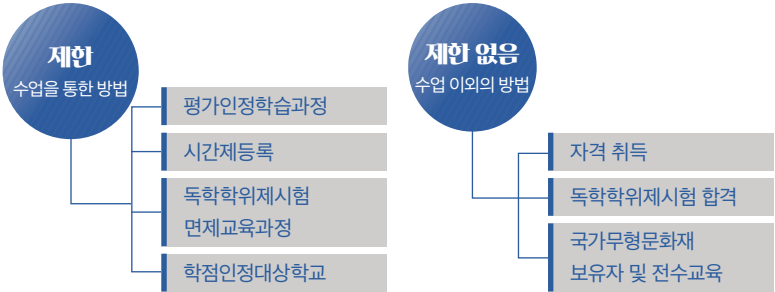 제한
수업을 통한 방법
평가인정학습과정
시간제등록
독학학위제시험
면제교육과정
학점인정대상학교
제한 없음
수업 이외의 방법
자격 취득
독학학위제시험 합격
국가무형문화재
보유자 및 전수교육